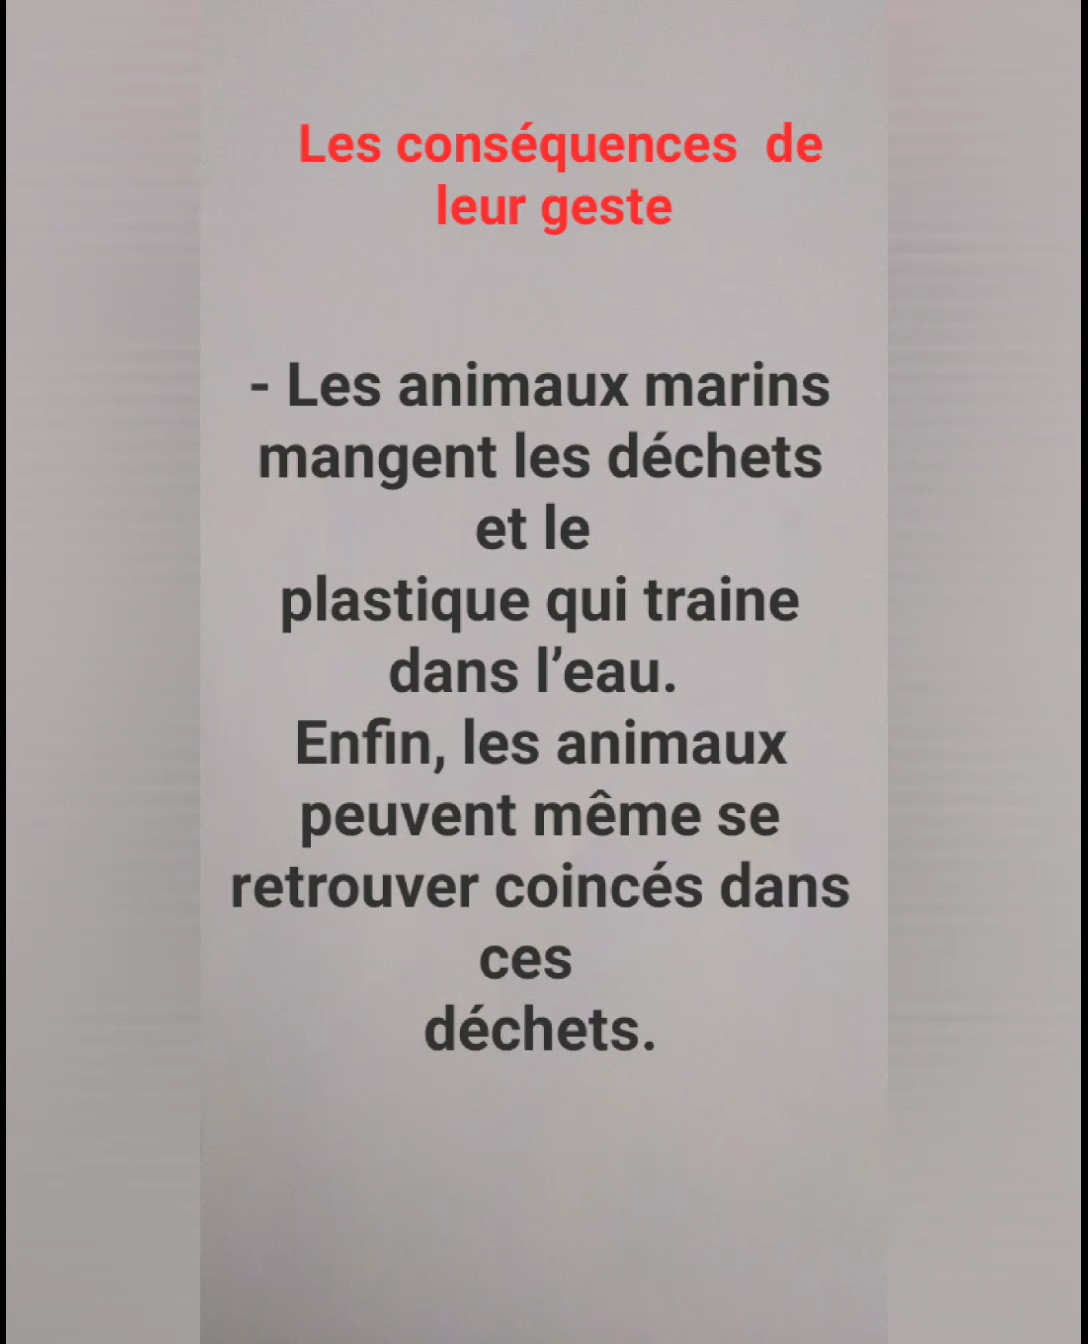 Les conséquences de
leur geste
- Les animaux marins
mangent les déchets
et le
plastique qui traine
dans l’eau.
Enfin, les animaux
peuvent même se
retrouver coincés dans
ces
déchets.